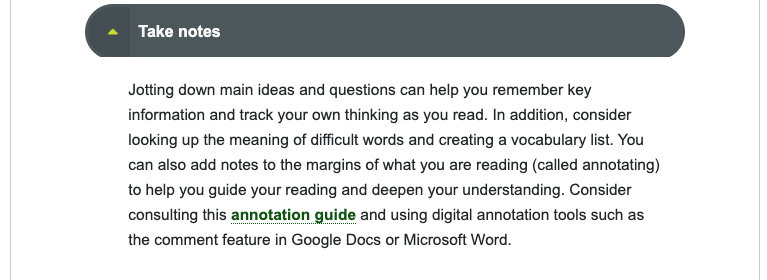 Take notes
Jotting down main ideas and questions can help you remember key
information and track your own thinking as you read. In addition, consider
looking up the meaning of difficult words and creating a vocabulary list. You
can also add notes to the margins of what you are reading (called annotating)
to help you guide your reading and deepen your understanding. Consider
consulting this annotation guide and using digital annotation tools such as
the comment feature in Google Docs or Microsoft Word.